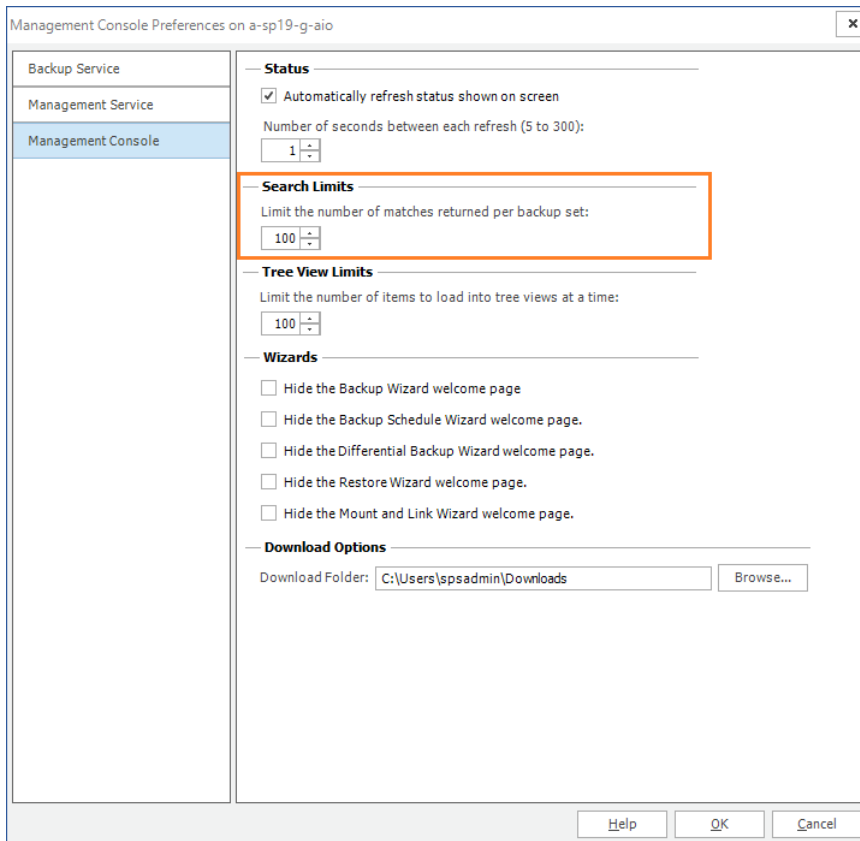 Management Console Preferences on a-sp19-g-aio
Backup Service
Management Service
Management Console
Status
Automatically refresh status shown on screen
Number of seconds between each refresh (5 to 300):
1
Search Limits
Limit the number of matches returned per backup set:
100
Tree View Limits
Limit the number of items to load into tree views at a time:
100
Wizards
Hide the Backup Wizard welcome page
Hide the Backup Schedule Wizard welcome page.
Hide the Differential Backup Wizard welcome page.
Hide the Restore Wizard welcome page.
Hide the Mount and Link Wizard welcome page.
Download Options
Download Folder: C:\Users\spsadmin\Downloads Browse...
Help OK Cancel